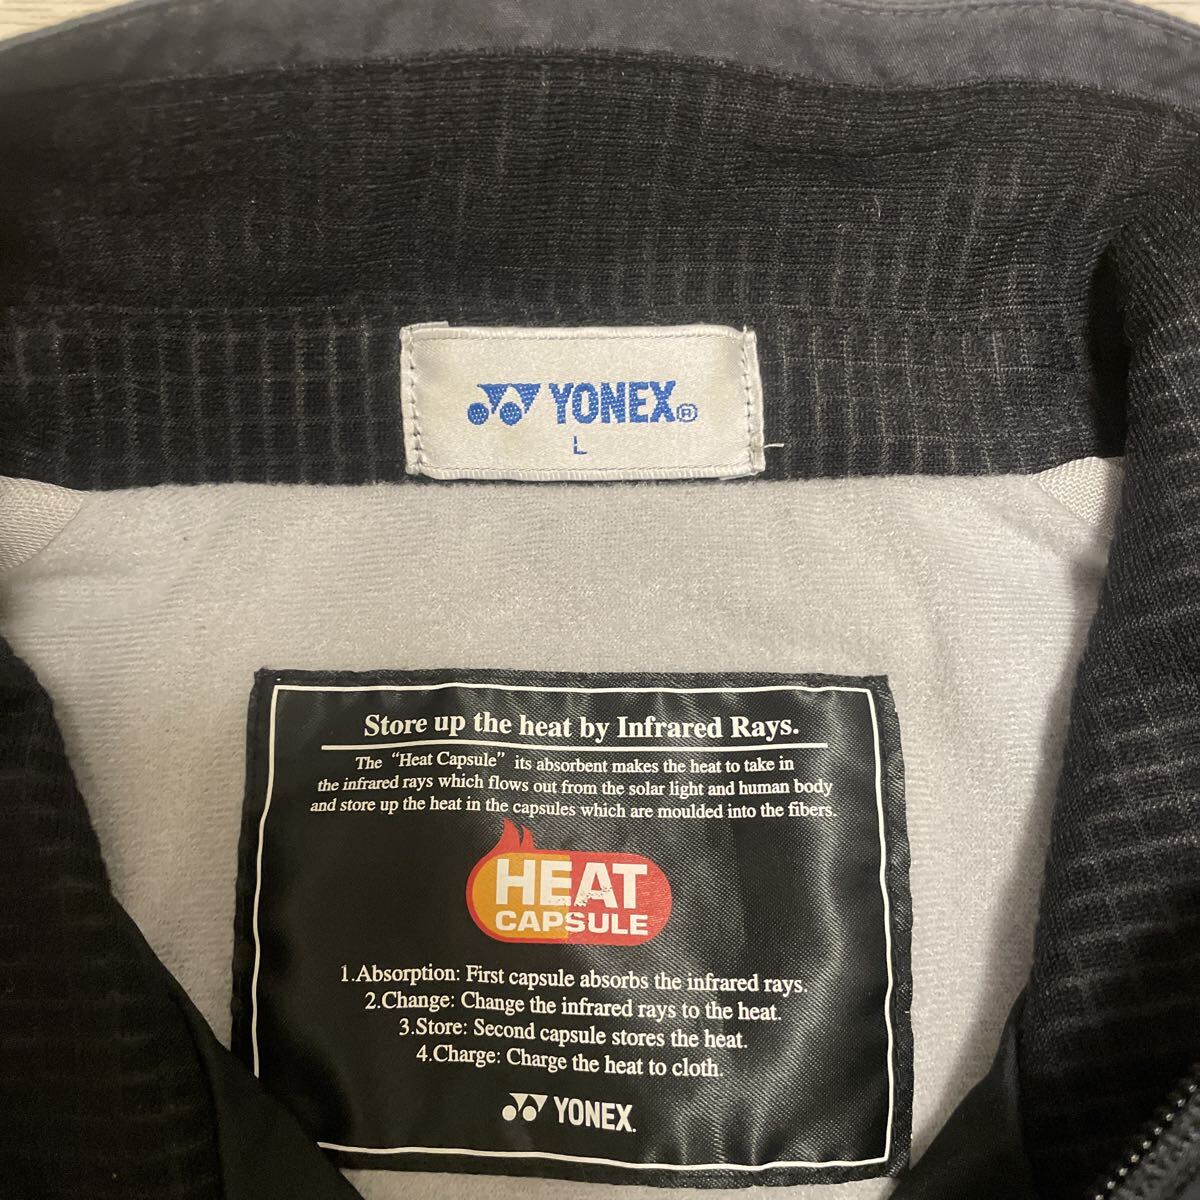 YONEX®
L
Store up the heat by Infrared Rays.
The “Heat Capsule” its absorbent makes the heat to take in
the infrared rays which flows out from the solar light and human body
and store up the heat in the capsules which are moulded into the fibers.
HEAT
CAPSULE
1.Absorption: First capsule absorbs the infrared rays.
2.Change: Change the infrared rays to the heat.
3.Store: Second capsule stores the heat.
4.Charge: Charge the heat to cloth.
YONEX.